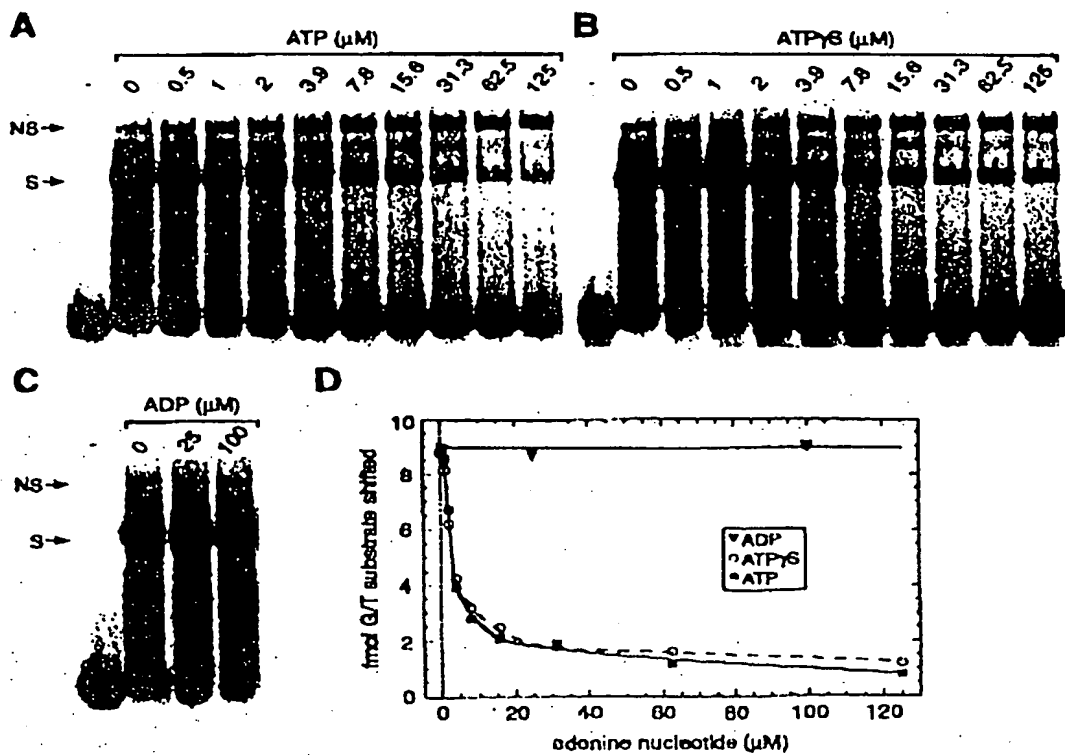 A
ATP (μM)
- 0 0.5 1 2 3.9 7.8 15.6 31.3 62.5 125
NS→
S→
B
ATPγS (μM)
- 0 0.5 1 2 3.9 7.8 15.6 31.3 62.5 125
C
ADP (μM)
- 0 25 100
NS→
S→
D
fmol G/T substrate shifted
10
8
6
4
2
0
ADP
ATPγS
ATP
0 20 40 60 80 100 120
adenine nucleotide (μM)